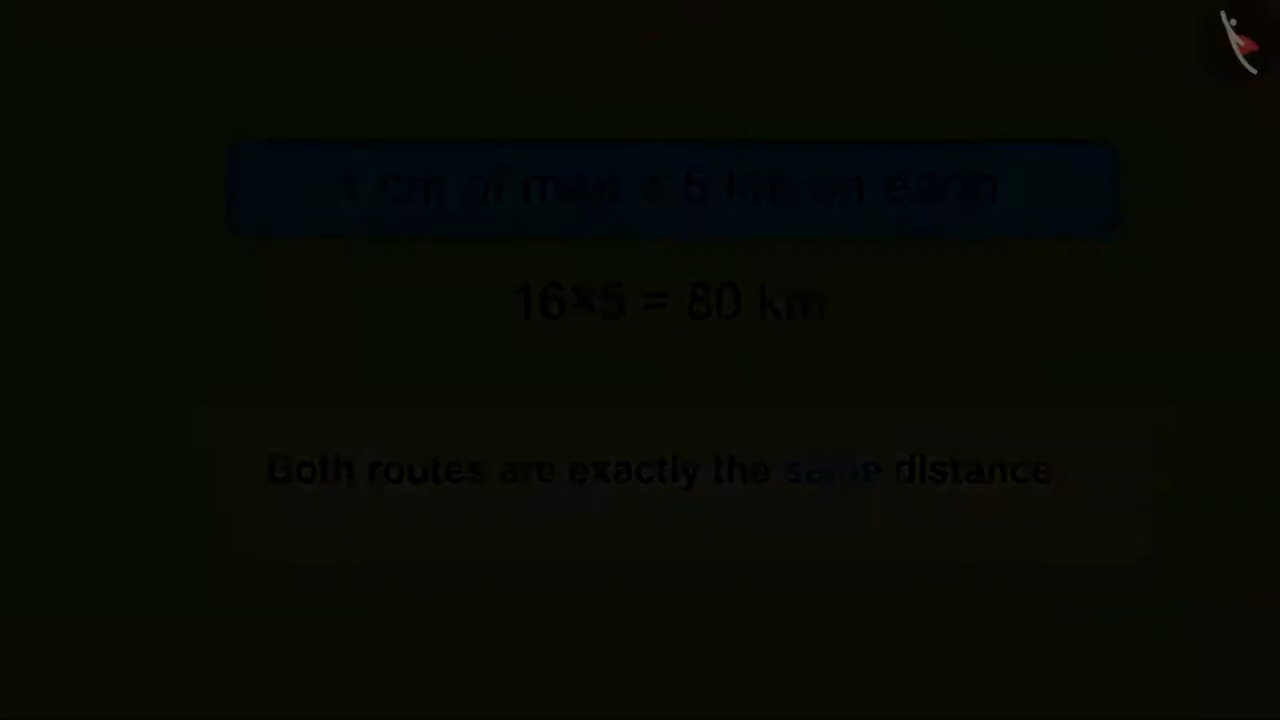 1 cm of map = 5 km on earth
16×5 = 80 km
Both routes are exactly the same distance.